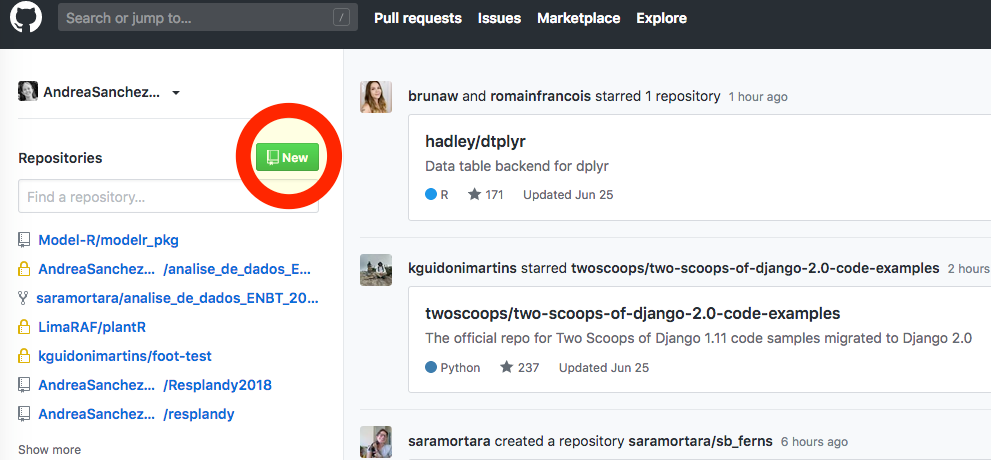 Search or jump to... /
Pull requests Issues Marketplace Explore
AndreaSanchez...
Repositories
New
Find a repository...
Model-R/modelr_pkg
AndreaSanchez... /analise_de_dados_E...
saramortara/analise_de_dados_ENBT_20...
LimaRAF/plantR
kguidonimartins/foot-test
AndreaSanchez... /Resplandy2018
AndreaSanchez... /resplandy
Show more
brunaw and romainfrancois starred 1 repository 1 hour ago
hadley/dtplyr
Data table backend for dplyr
R 171 Updated Jun 25
kguidonimartins starred twoscoops/two-scoops-of-django-2.0-code-examples 2 hours
twoscoops/two-scoops-of-django-2.0-code-examples
The official repo for Two Scoops of Django 1.11 code samples migrated to Django 2.0
Python 237 Updated Jun 25
saramortara created a repository saramortara/sb_ferns 6 hours ago